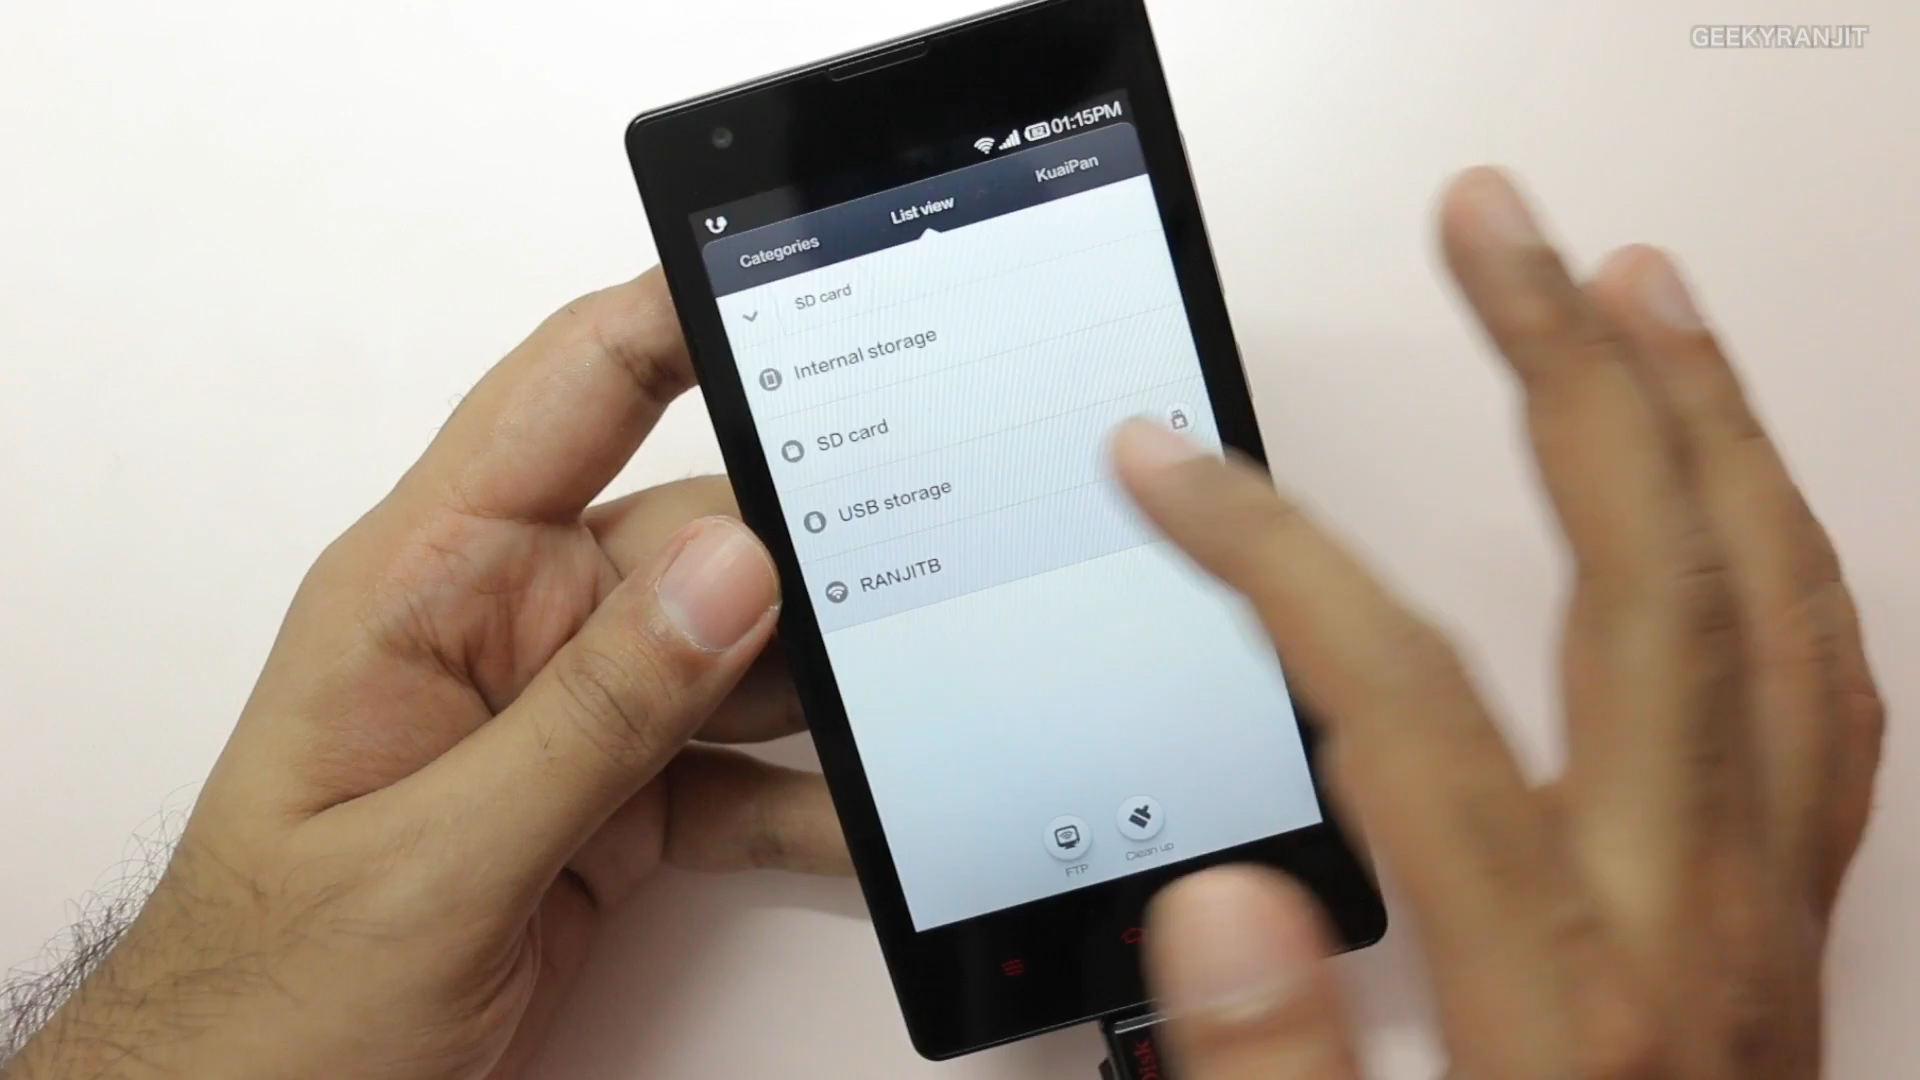 GEEKYRANJIT
01:15PM
Categories
List view
KuaiPan
SD card
Internal storage
SD card
USB storage
RANJITB
FTP
Clean up